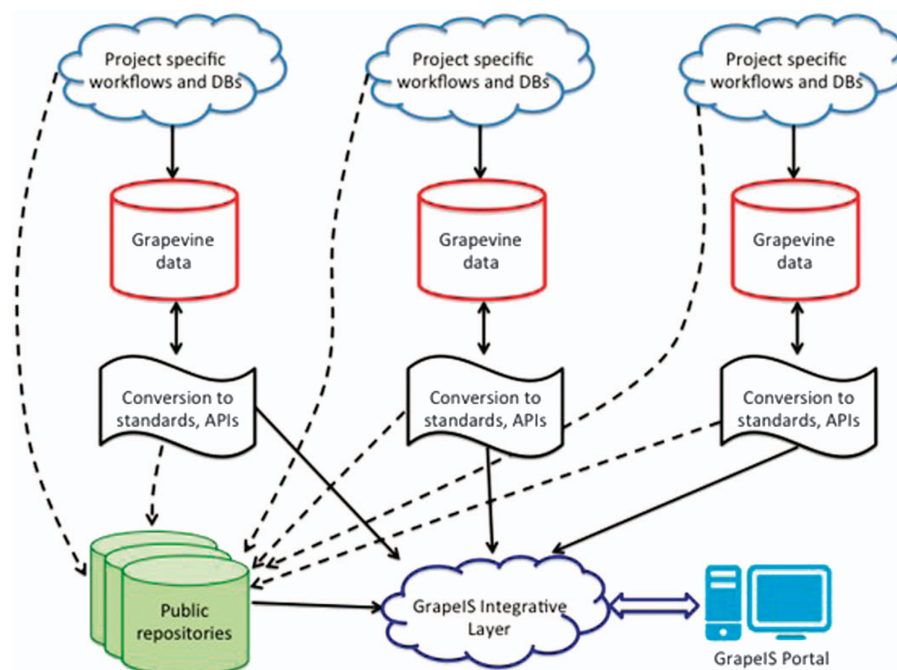 Project specific
workflows and DBs
Project specific
workflows and DBs
Project specific
workflows and DBs
Grapevine
data
Grapevine
data
Grapevine
data
Conversion to
standards, APIs
Conversion to
standards, APIs
Conversion to
standards, APIs
Public
repositories
GrapeIS Integrative
Layer
GrapeIS Portal